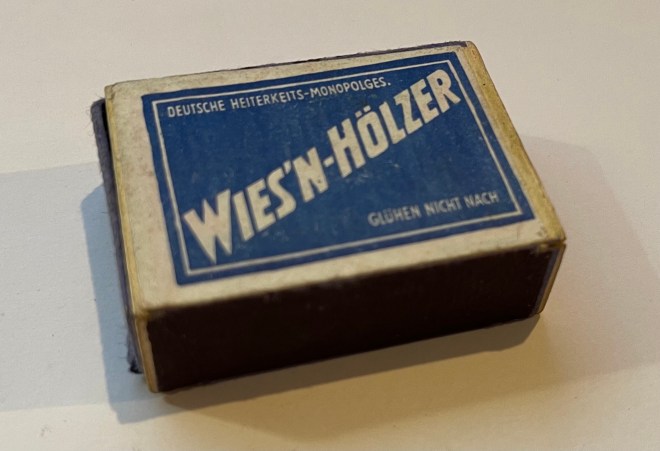 DEUTSCHE HEITERKEITS-MONOPOLGES.
WIES'N-HÖLZER
GLÜHEN NICHT NACH